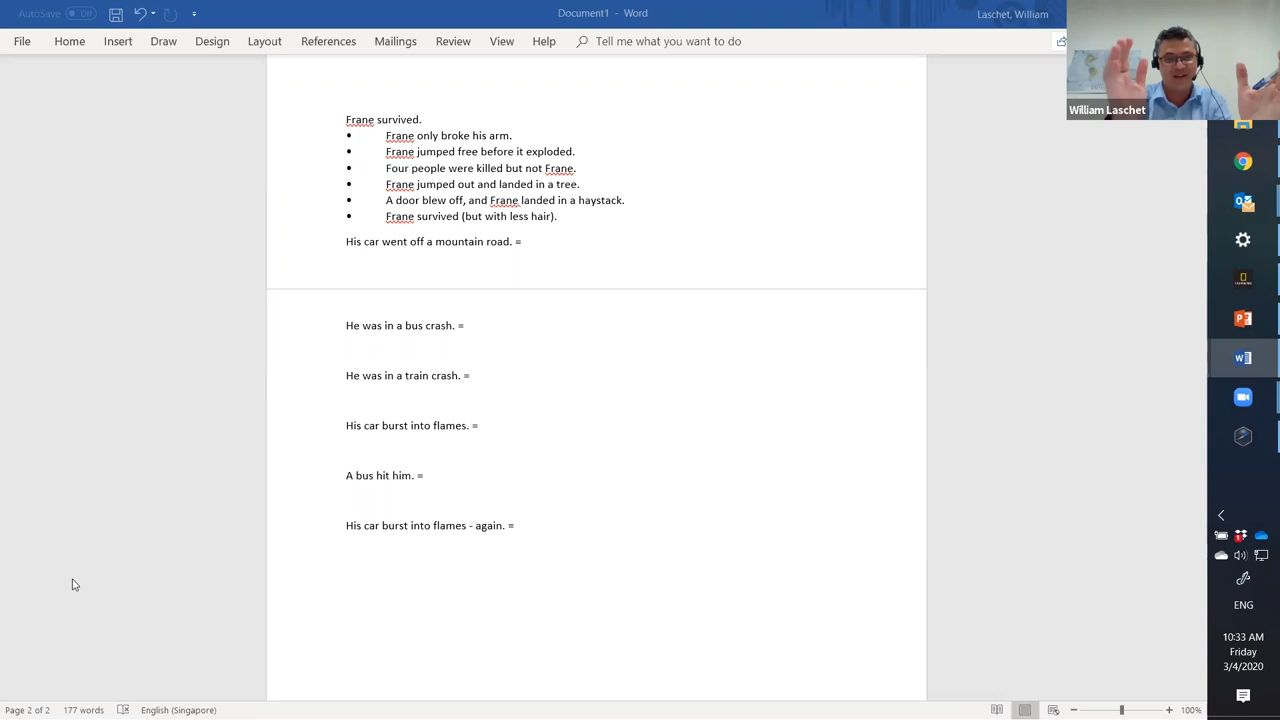 AutoSave Off
Document1 - Word
Laschet, William
File Home Insert Draw Design Layout References Mailings Review View Help Tell me what you want to do
William Laschet
Frane survived.
• Frane only broke his arm.
• Frane jumped free before it exploded.
• Four people were killed but not Frane.
• Frane jumped out and landed in a tree.
• A door blew off, and Frane landed in a haystack.
• Frane survived (but with less hair).
His car went off a mountain road. =
He was in a bus crash. =
He was in a train crash. =
His car burst into flames. =
A bus hit him. =
His car burst into flames - again. =
ENG
10:33 AM
Friday
3/4/2020
Page 2 of 2 177 words English (Singapore) 100%